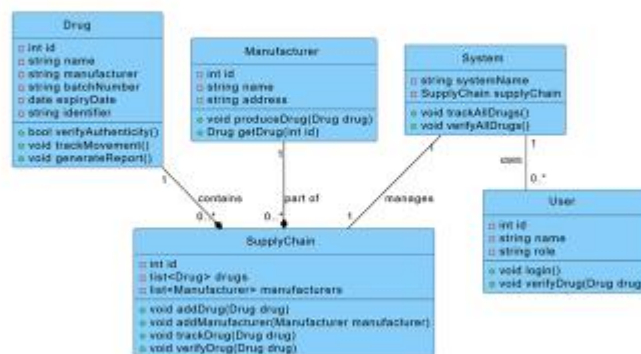 Drug
int id
string name
string manufacturer
string batchNumber
date expiryDate
string identifier
bool verifyAuthenticity()
void trackMovement()
void generateReport()
Manufacturer
int id
string name
string address
void produceDrug(Drug drug)
Drug getDrug(int id)
System
string systemName
SupplyChain supplyChain
void trackAllDrugs()
void verifyAllDrugs()
1
1
1
1
contains
part of
manages
uses
0..*
0..*
1
0..*
User
int id
string name
string role
void login()
void verifyDrug(Drug drug
SupplyChain
int id
list<Drug> drugs
list<Manufacturer> manufacturers
void addDrug(Drug drug)
void addManufacturer(Manufacturer manufacturer)
void trackDrug(Drug drug)
void verifyDrug(Drug drug)